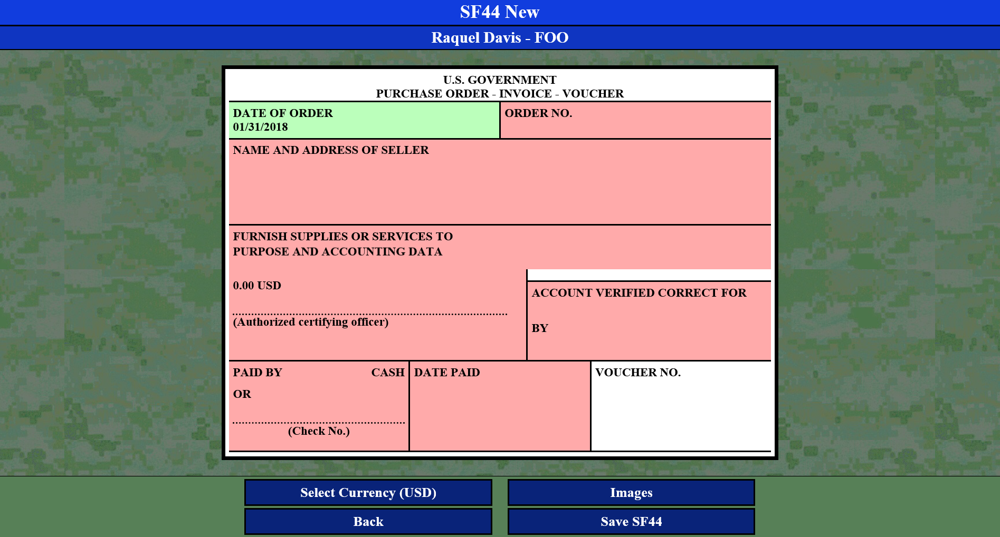 SF44 New
Raquel Davis - FOO
U.S. GOVERNMENT
PURCHASE ORDER - INVOICE - VOUCHER
DATE OF ORDER
01/31/2018
ORDER NO.
NAME AND ADDRESS OF SELLER
FURNISH SUPPLIES OR SERVICES TO
PURPOSE AND ACCOUNTING DATA
0.00 USD
(Authorized certifying officer)
ACCOUNT VERIFIED CORRECT FOR
BY
PAID BY CASH
OR
(Check No.)
DATE PAID
VOUCHER NO.
Select Currency (USD)
Images
Back
Save SF44